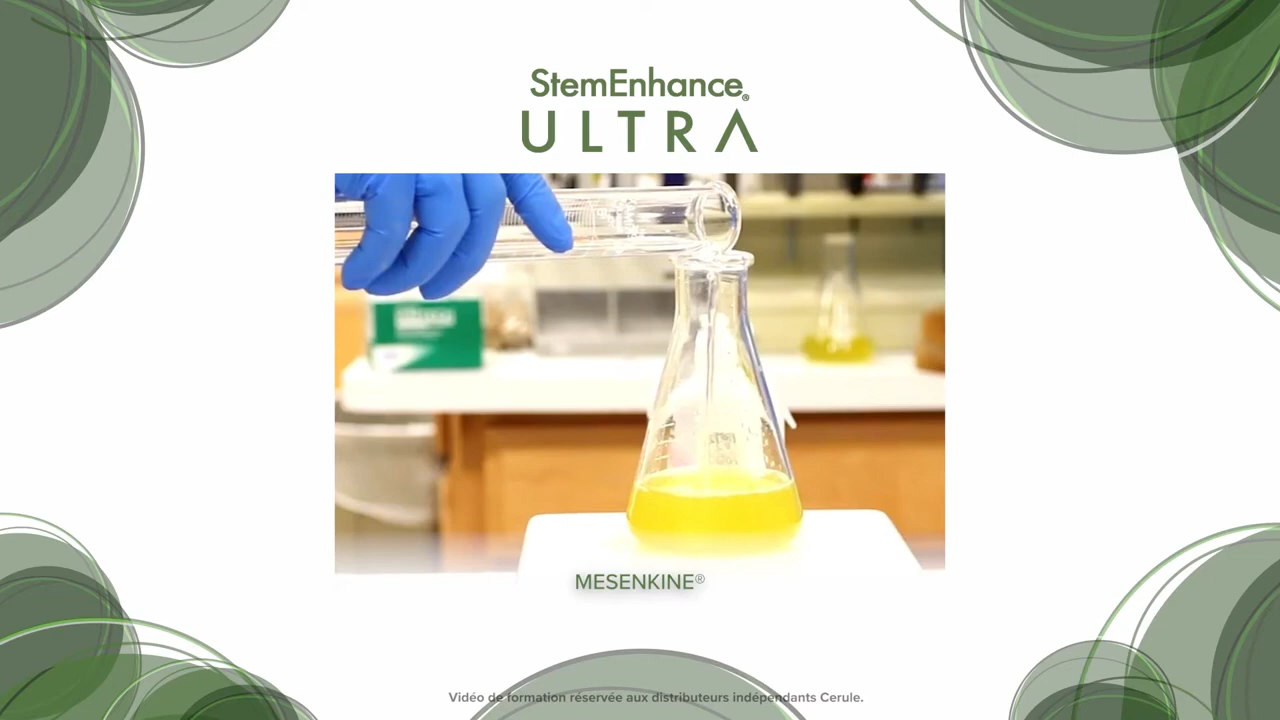 StemEnhance®
ULTRA
MESENKINE®
Vidéo de formation réservée aux distributeurs indépendants Cerule.